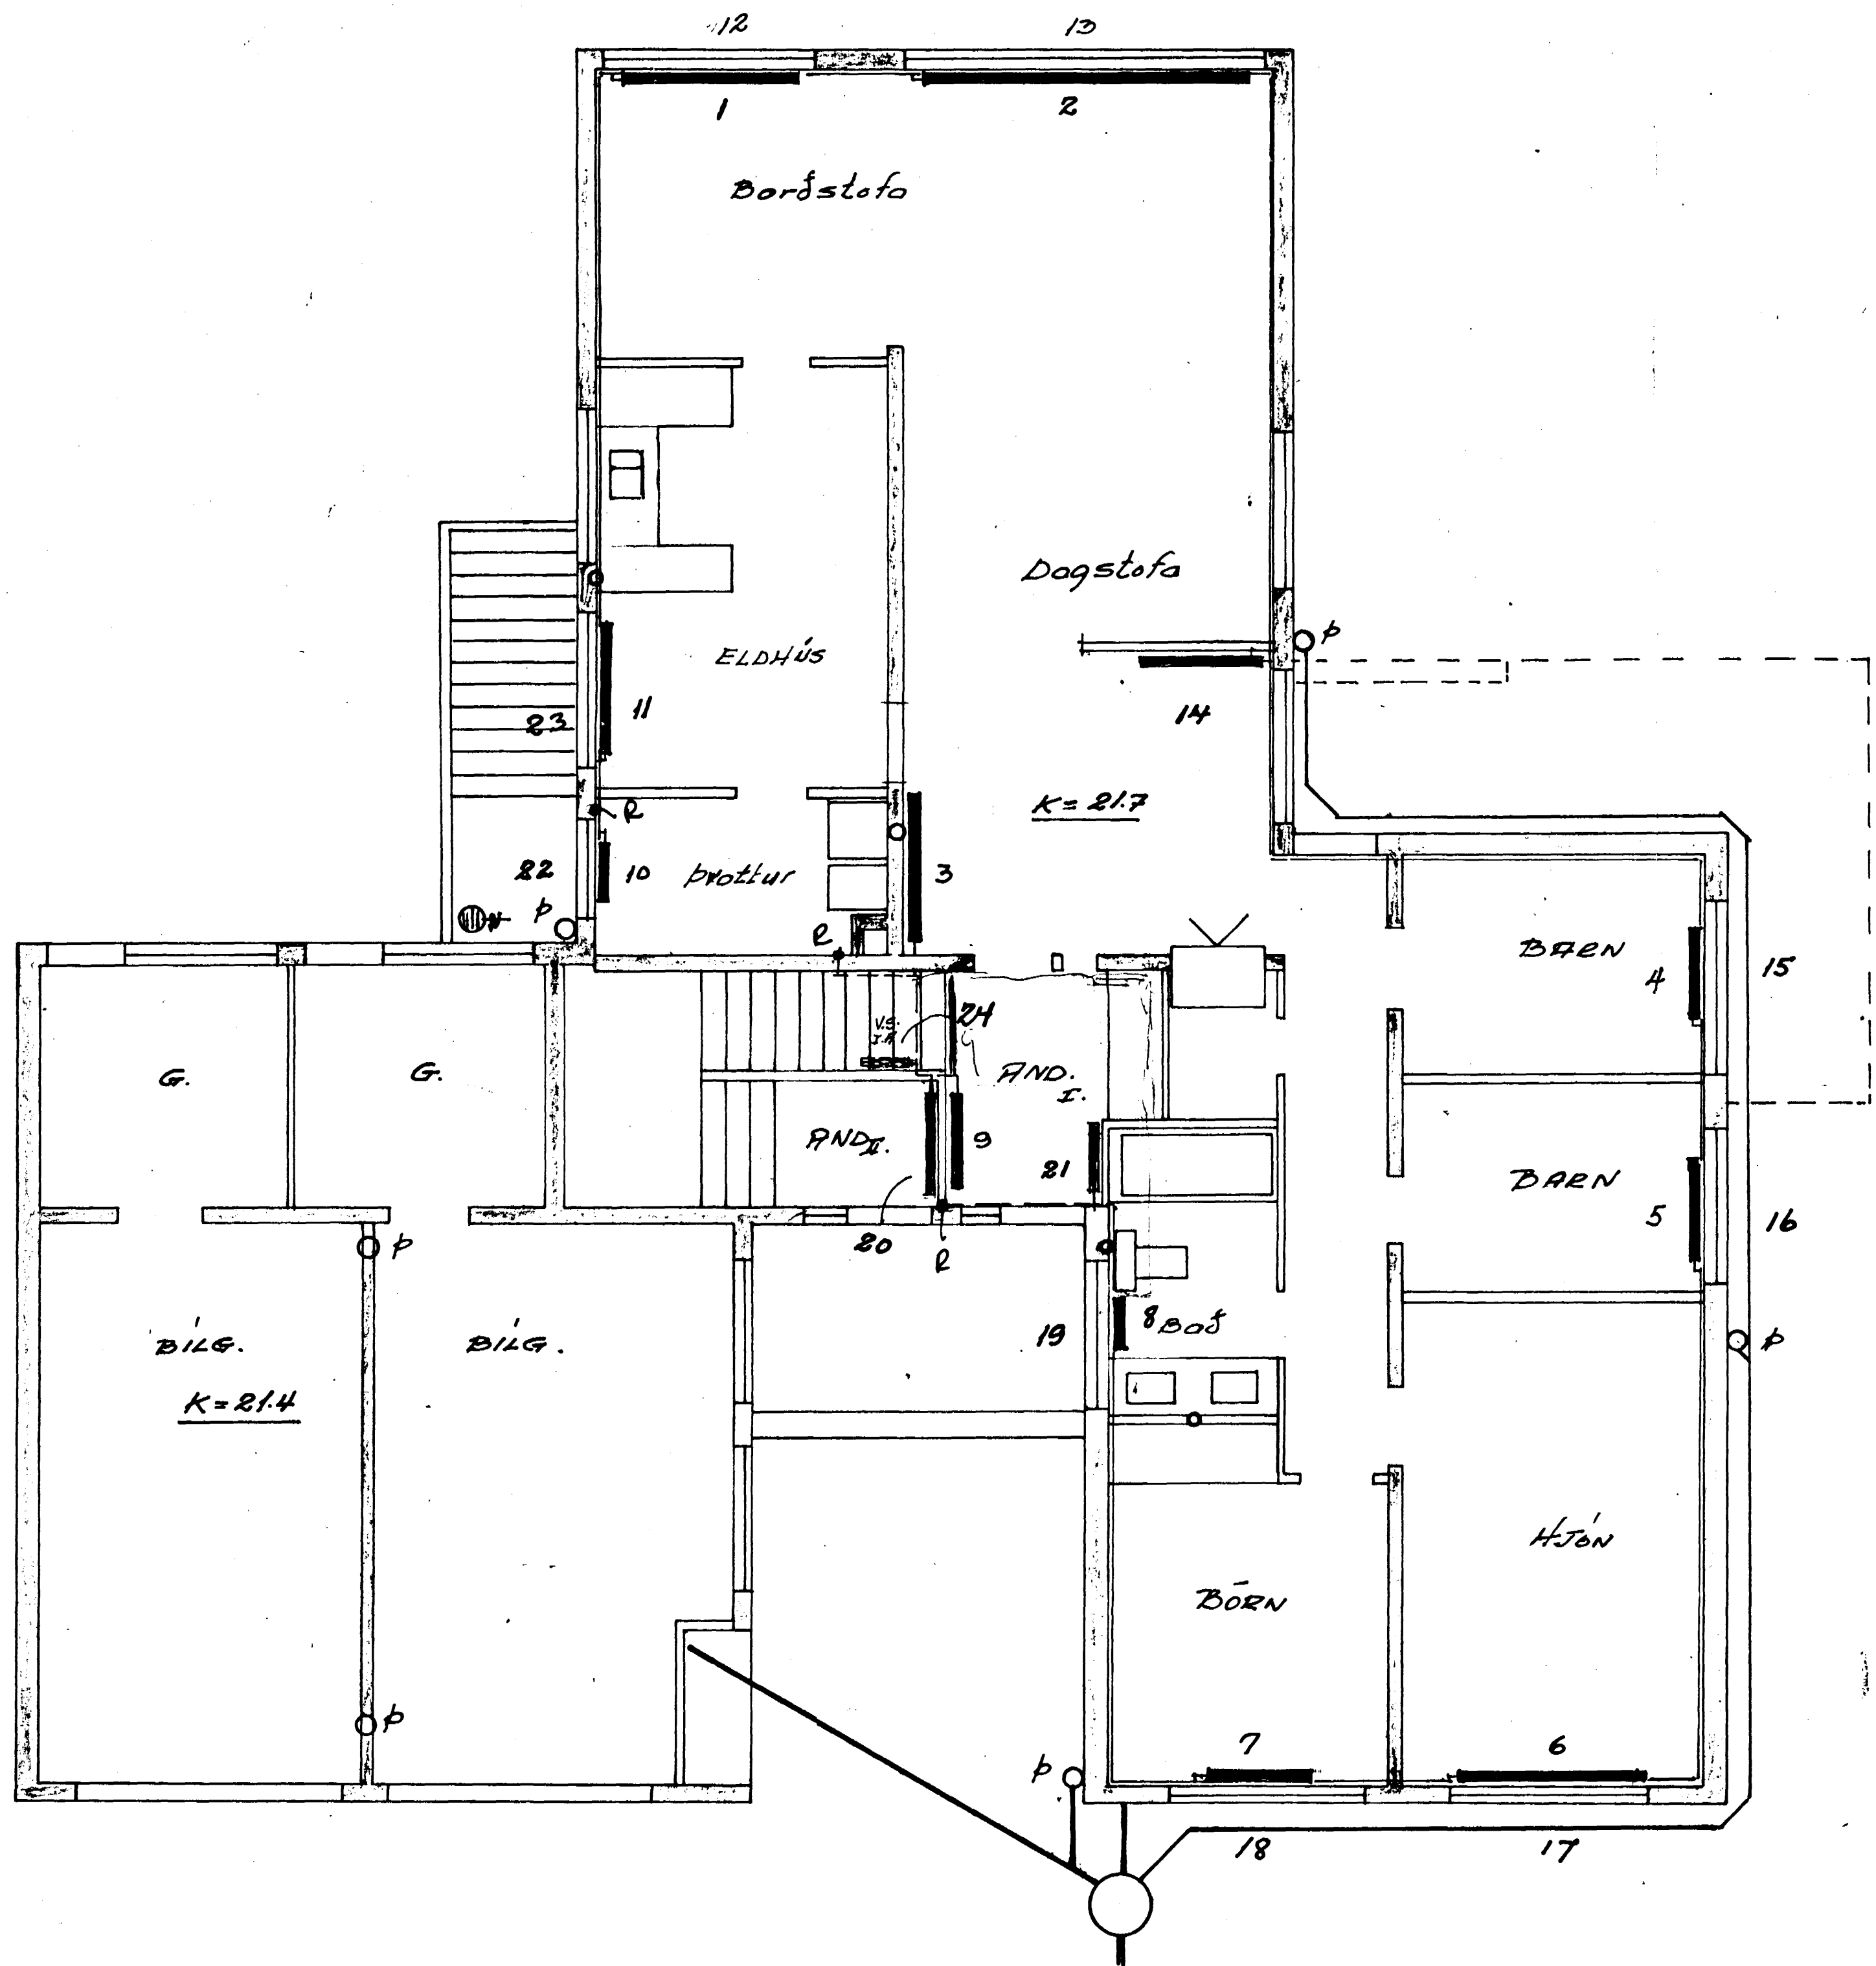 12
13
1
2
Borðstofa
Dagstofa
ELDHÚS
þ
11
23
14
K = 21.7
R
22
10
Þvottur
3
þ
R
BARN
4
15
G.
G.
V.S.
24
AND.
I.
AND II.
9
21
BARN
5
16
20
R
þ
BÍLG.
BÍLG.
19
8
Bað
þ
K = 21.4
HJÓN
BÖRN
þ
7
6
þ
18
17